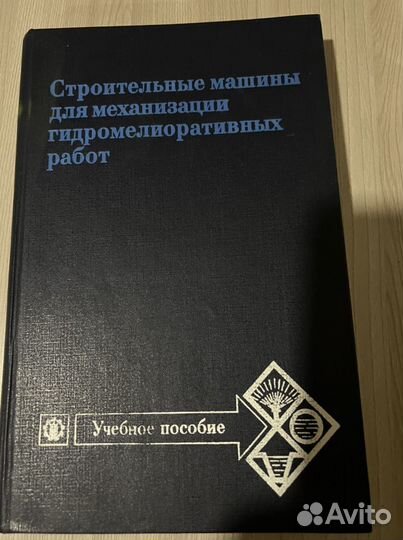 Строительные машины
для механизации
гидромелиоративных
работ
Учебное пособие
Avito